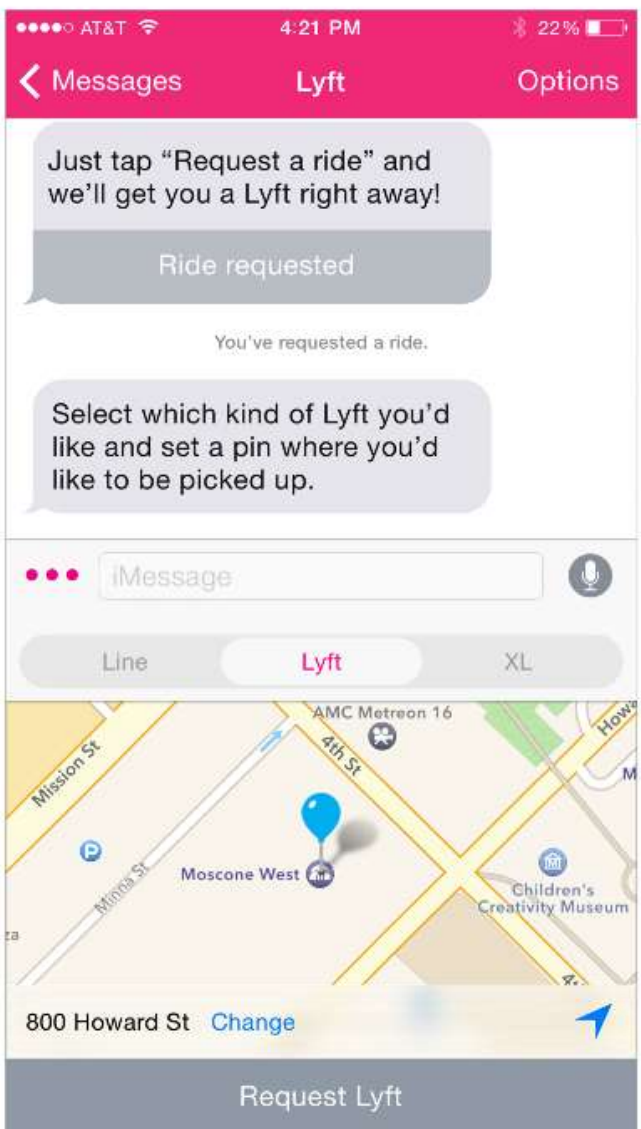 AT&T 4:21 PM 22%
Messages Lyft Options
Just tap “Request a ride” and
we’ll get you a Lyft right away!
Ride requested
You’ve requested a ride.
Select which kind of Lyft you’d
like and set a pin where you’d
like to be picked up.
iMessage
Line Lyft XL
AMC Metreon 16
Mission St
4th St
Howa
M
P
Minna St
Moscone West
Children's
Creativity Museum
za
4t
800 Howard St Change
Request Lyft